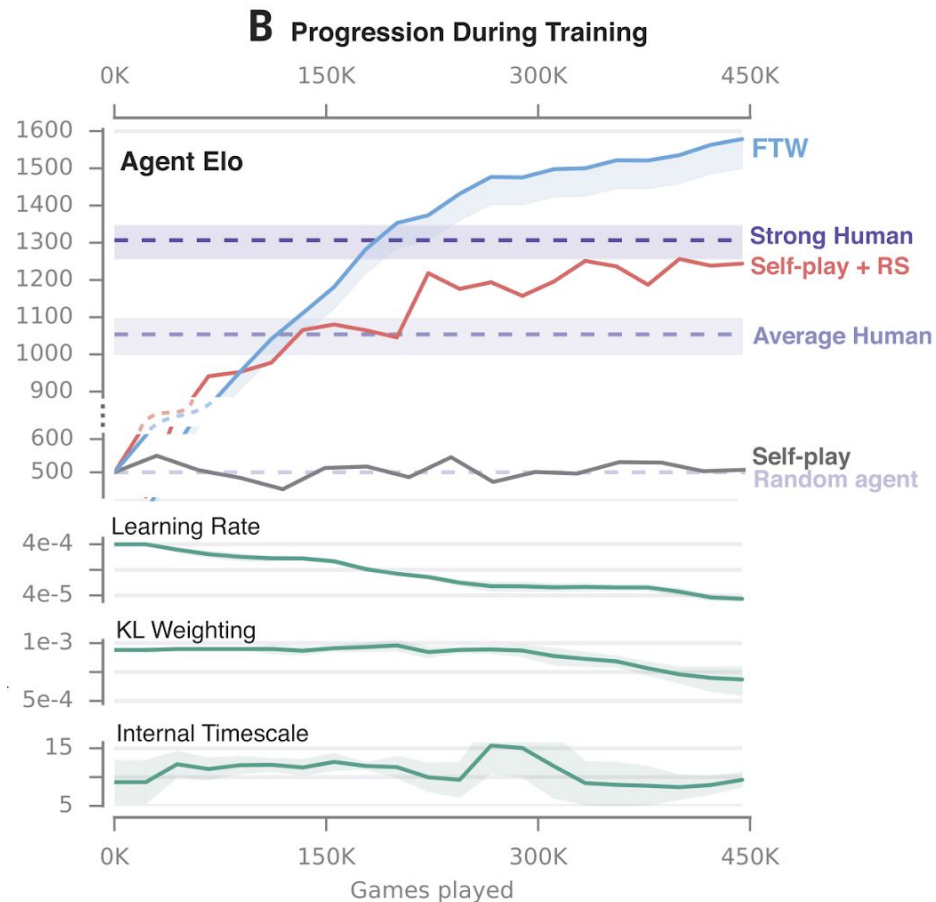 B Progression During Training
0K 150K 300K 450K
1600
1500
1400
1300
1200
1100
1000
900
600
500
Agent Elo
FTW
Strong Human
Self-play + RS
Average Human
Self-play
Random agent
Learning Rate
4e-4
4e-5
KL Weighting
1e-3
5e-4
Internal Timescale
15
5
0K 150K 300K 450K
Games played